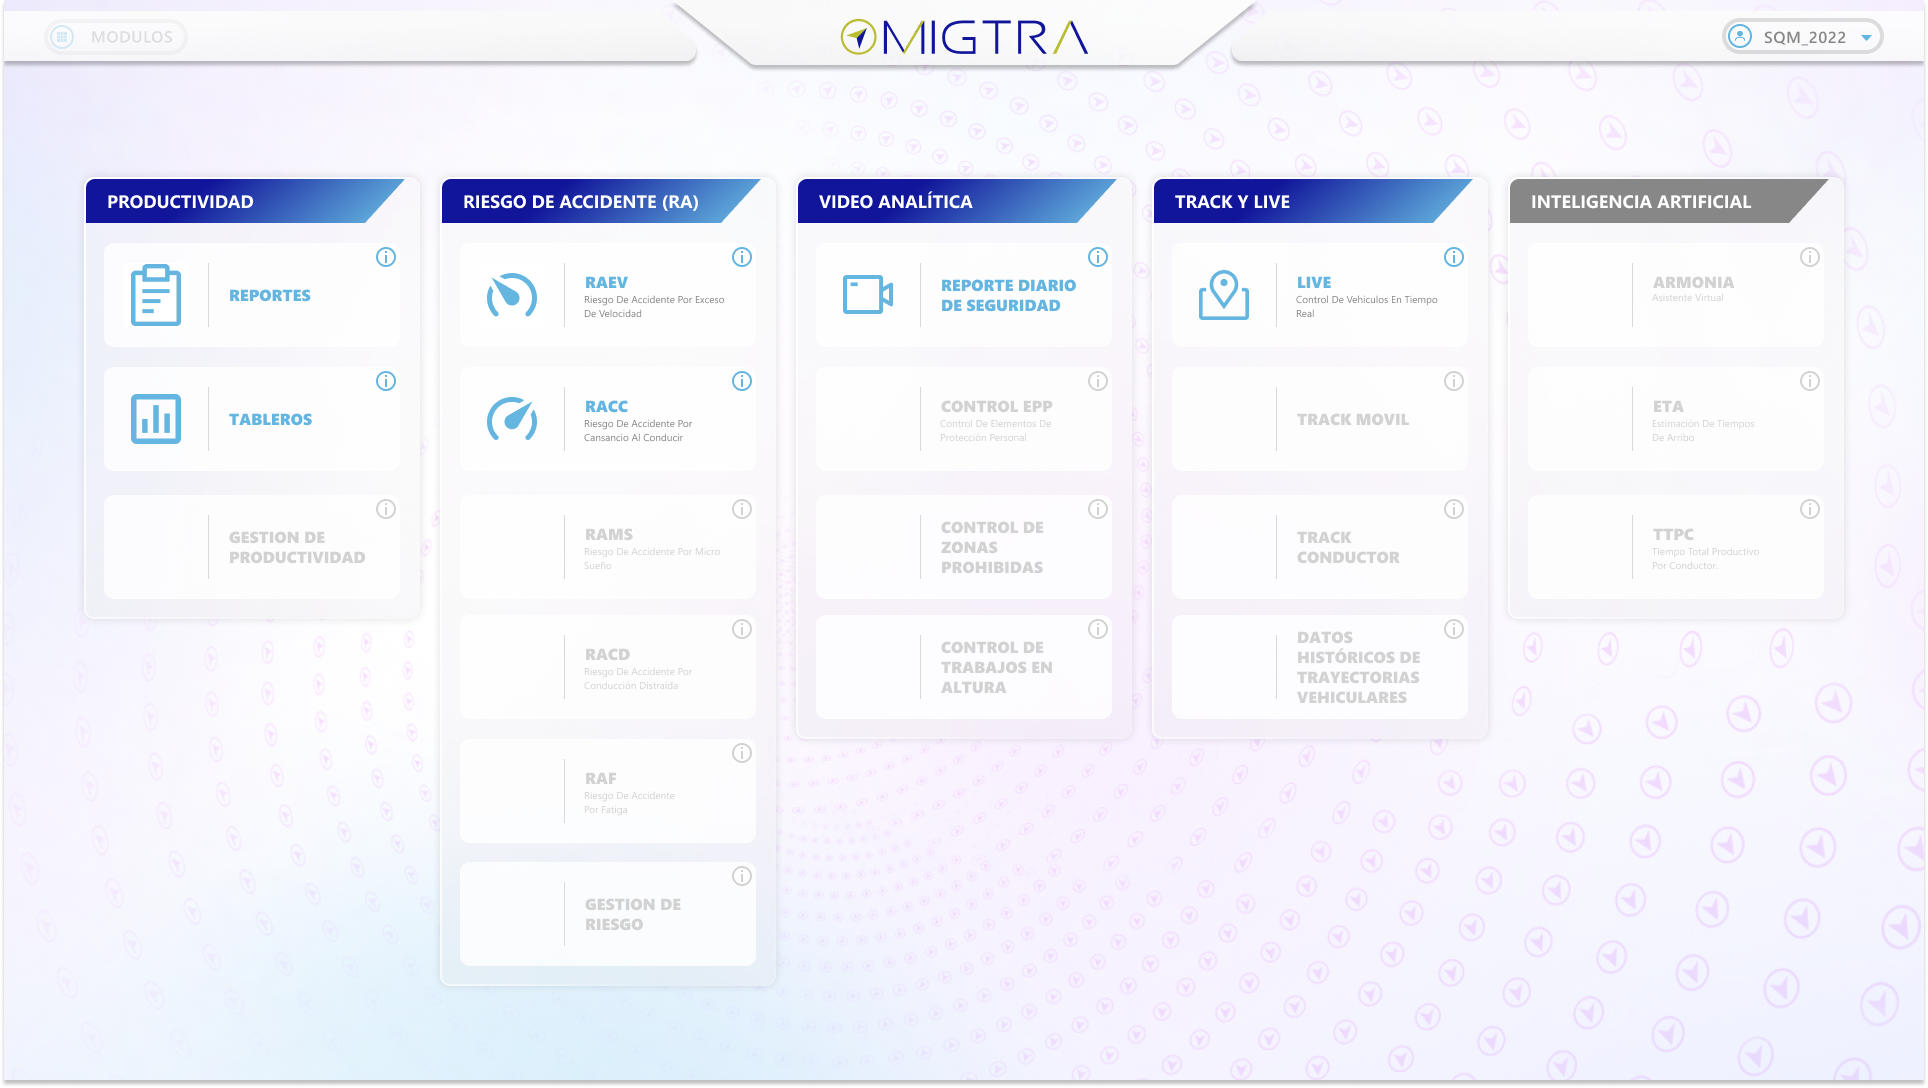 MODULOS
OMIGTRA
SQM_2022
PRODUCTIVIDAD
REPORTES
TABLEROS
GESTION DE
PRODUCTIVIDAD
RIESGO DE ACCIDENTE (RA)
RAEV
Riesgo De Accidente Por Exceso
De Velocidad
RACC
Riesgo De Accidente Por
Cansancio Al Conducir
RAMS
Riesgo De Accidente Por Micro
Sueño
RACD
Riesgo De Accidente Por
Conducción Distraida
RAF
Riesgo De Accidente
Por Fatiga
GESTION DE
RIESGO
VIDEO ANALÍTICA
REPORTE DIARIO
DE SEGURIDAD
CONTROL EPP
Control De Elementos De
Protección Personal
CONTROL DE
ZONAS
PROHIBIDAS
CONTROL DE
TRABAJOS EN
ALTURA
TRACK Y LIVE
LIVE
Control De Vehiculos En Tiempo
Real
TRACK MOVIL
TRACK
CONDUCTOR
DATOS
HISTÓRICOS DE
TRAYECTORIAS
VEHICULARES
INTELIGENCIA ARTIFICIAL
ARMONIA
Asistente Virtual
ETA
Estimación De Tiempos
De Arribo
TTPC
Tiempo Total Productivo
Por Conductor.